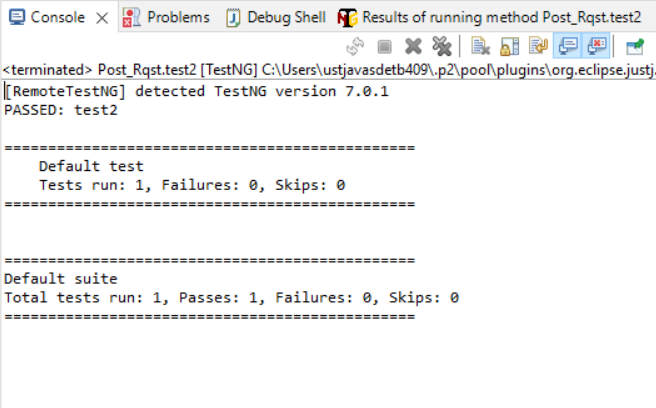 Console Problems Debug Shell Results of running method Post_Rqst.test2
<terminated> Post_Rqst.test2 [TestNG] C:\Users\ustjavasdetb409\.p2\pool\plugins\org.eclipse.justj.
[RemoteTestNG] detected TestNG version 7.0.1
PASSED: test2
===============================================
Default test
Tests run: 1, Failures: 0, Skips: 0
===============================================
===============================================
Default suite
Total tests run: 1, Passes: 1, Failures: 0, Skips: 0
===============================================